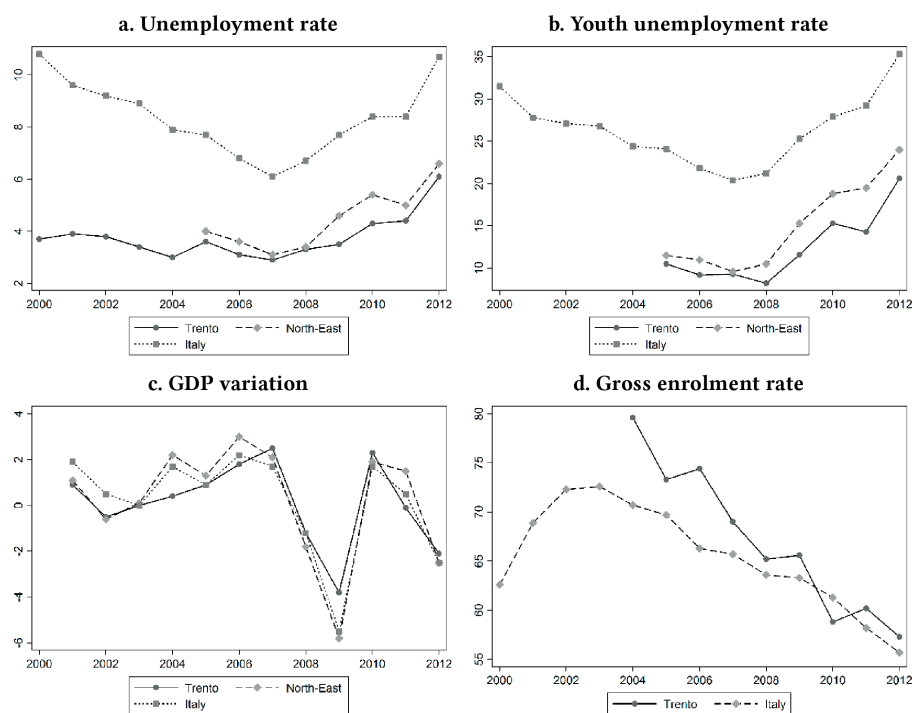 a. Unemployment rate
10
8
6
4
2
2000 2002 2004 2006 2008 2010 2012
Trento North-East
Italy
b. Youth unemployment rate
35
30
25
20
15
10
2000 2002 2004 2006 2008 2010 2012
Trento North-East
Italy
c. GDP variation
4
2
0
-2
-4
-6
2000 2002 2004 2006 2008 2010 2012
Trento North-East
Italy
d. Gross enrolment rate
80
75
70
65
60
55
2000 2002 2004 2006 2008 2010 2012
Trento Italy